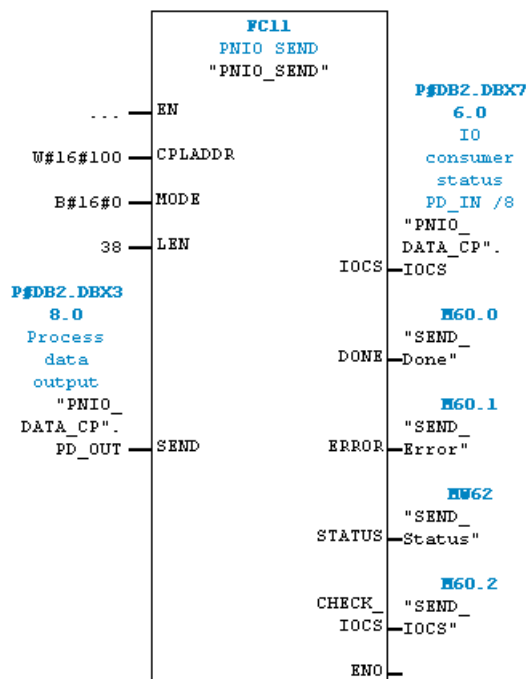 FC11
PNIO SEND
"PNIO_SEND"
... EN
W#16#100 CPLADDR
B#16#0 MODE
38 LEN
P#DB2.DBX3
8.0
Process
data
output
"PNIO_
DATA_CP".
PD_OUT SEND
P#DB2.DBX7
6.0
IO
consumer
status
PD_IN /8
"PNIO_
DATA_CP".
IOCS IOCS
M60.0
"SEND_
DONE Done"
M60.1
"SEND_
ERROR Error"
MW62
"SEND_
STATUS Status"
M60.2
CHECK_ "SEND_
IOCS IOCS"
ENO